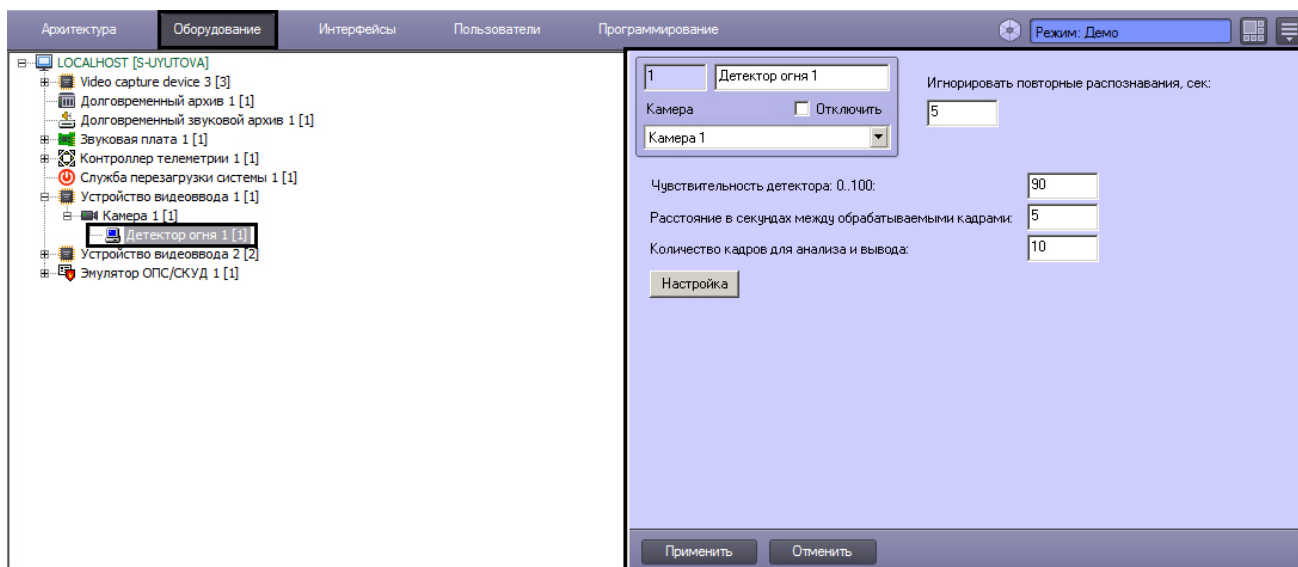 Архитектура Оборудование Интерфейсы Пользователи Программирование Режим: Демо
LOCALHOST [S-UYUTOVA]
Video capture device 3 [3]
Долговременный архив 1 [1]
Долговременный звуковой архив 1 [1]
Звуковая плата 1 [1]
Контроллер телеметрии 1 [1]
Служба перезагрузки системы 1 [1]
Устройство видеоввода 1 [1]
Камера 1 [1]
Детектор огня 1 [1]
Устройство видеоввода 2 [2]
Эмулятор ОПС/СКУД 1 [1]
1 Детектор огня 1
Камера Отключить
Камера 1
Игнорировать повторные распознавания, сек:
5
Чувствительность детектора: 0..100: 90
Расстояние в секундах между обрабатываемыми кадрами: 5
Количество кадров для анализа и вывода: 10
Настройка
Применить Отменить